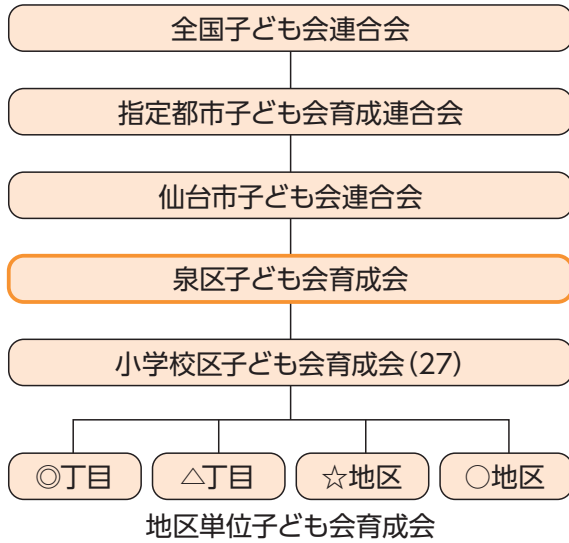 全国子ども会連合会
指定都市子ども会育成連合会
仙台市子ども会連合会
泉区子ども会育成会
小学校区子ども会育成会(27)
◎丁目 △丁目 ☆地区 ○地区
地区単位子ども会育成会